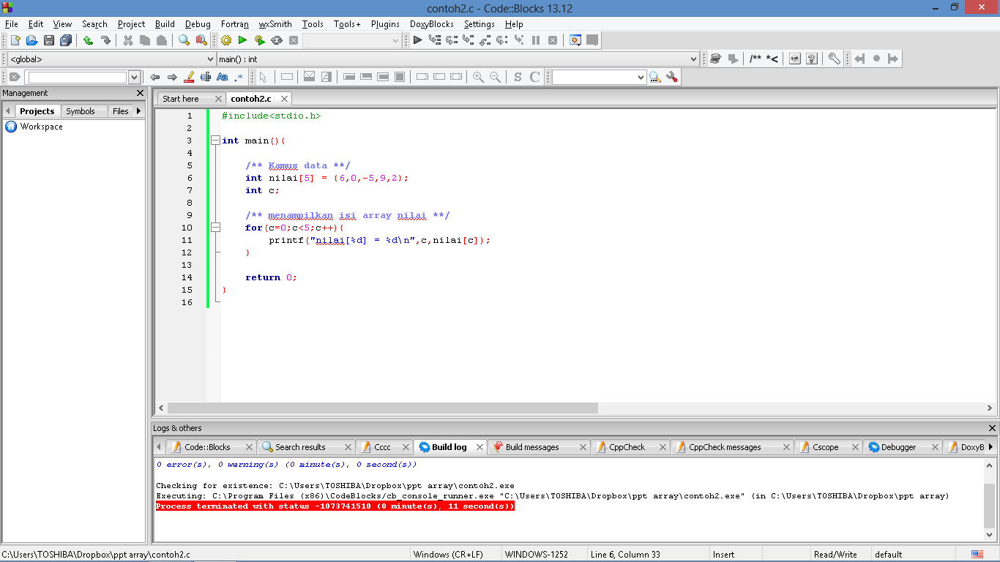 contoh2.c - Code::Blocks 13.12
File Edit View Search Project Build Debug Fortran wxSmith Tools Tools+ Plugins DoxyBlocks Settings Help
<global> main() : int
/** *<
Aa .* S C
Management
Projects Symbols Files
Workspace
Start here contoh2.c
1 #include<stdio.h>
2
3 int main(){
4
5 /** Kamus data **/
6 int nilai[5] = {6,0,-5,9,2};
7 int c;
8
9 /** menampilkan isi array nilai **/
10 for(c=0;c<5;c++){
11 printf("nilai[%d] = %d\n",c,nilai[c]);
12 }
13
14 return 0;
15 }
16
Logs & others
Code::Blocks Search results Cccc Build log Build messages CppCheck CppCheck messages Cscope Debugger DoxyB
0 error(s), 0 warning(s) (0 minute(s), 0 second(s))
Checking for existence: C:\Users\TOSHIBA\Dropbox\ppt array\contoh2.exe
Executing: C:\Program Files (x86)\CodeBlocks/cb_console_runner.exe "C:\Users\TOSHIBA\Dropbox\ppt array\contoh2.exe" (in C:\Users\TOSHIBA\Dropbox\ppt array)
Process terminated with status -1073741510 (0 minute(s), 11 second(s))
C:\Users\TOSHIBA\Dropbox\ppt array\contoh2.c Windows (CR+LF) WINDOWS-1252 Line 6, Column 33 Insert Read/Write default